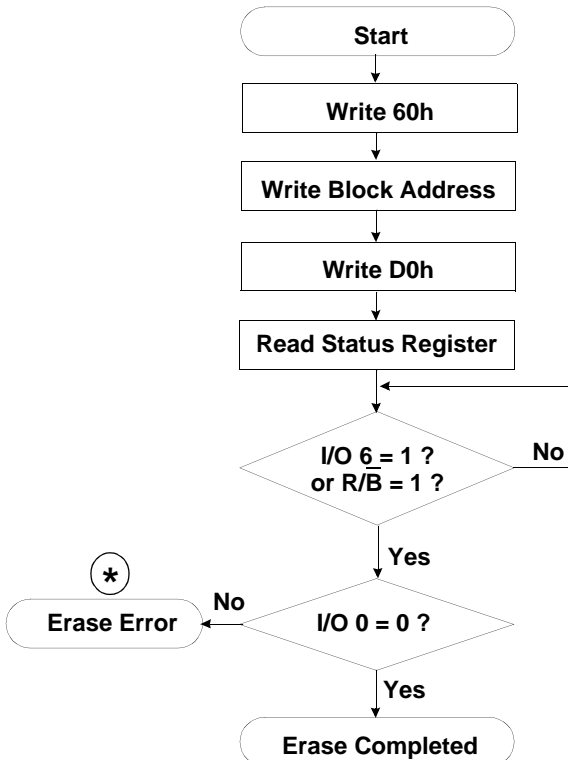 Start
Write 60h
Write Block Address
Write D0h
Read Status Register
I/O 6 = 1 ?
or R/B̅ = 1 ?
No
Yes
*
No
Erase Error
I/O 0 = 0 ?
Yes
Erase Completed